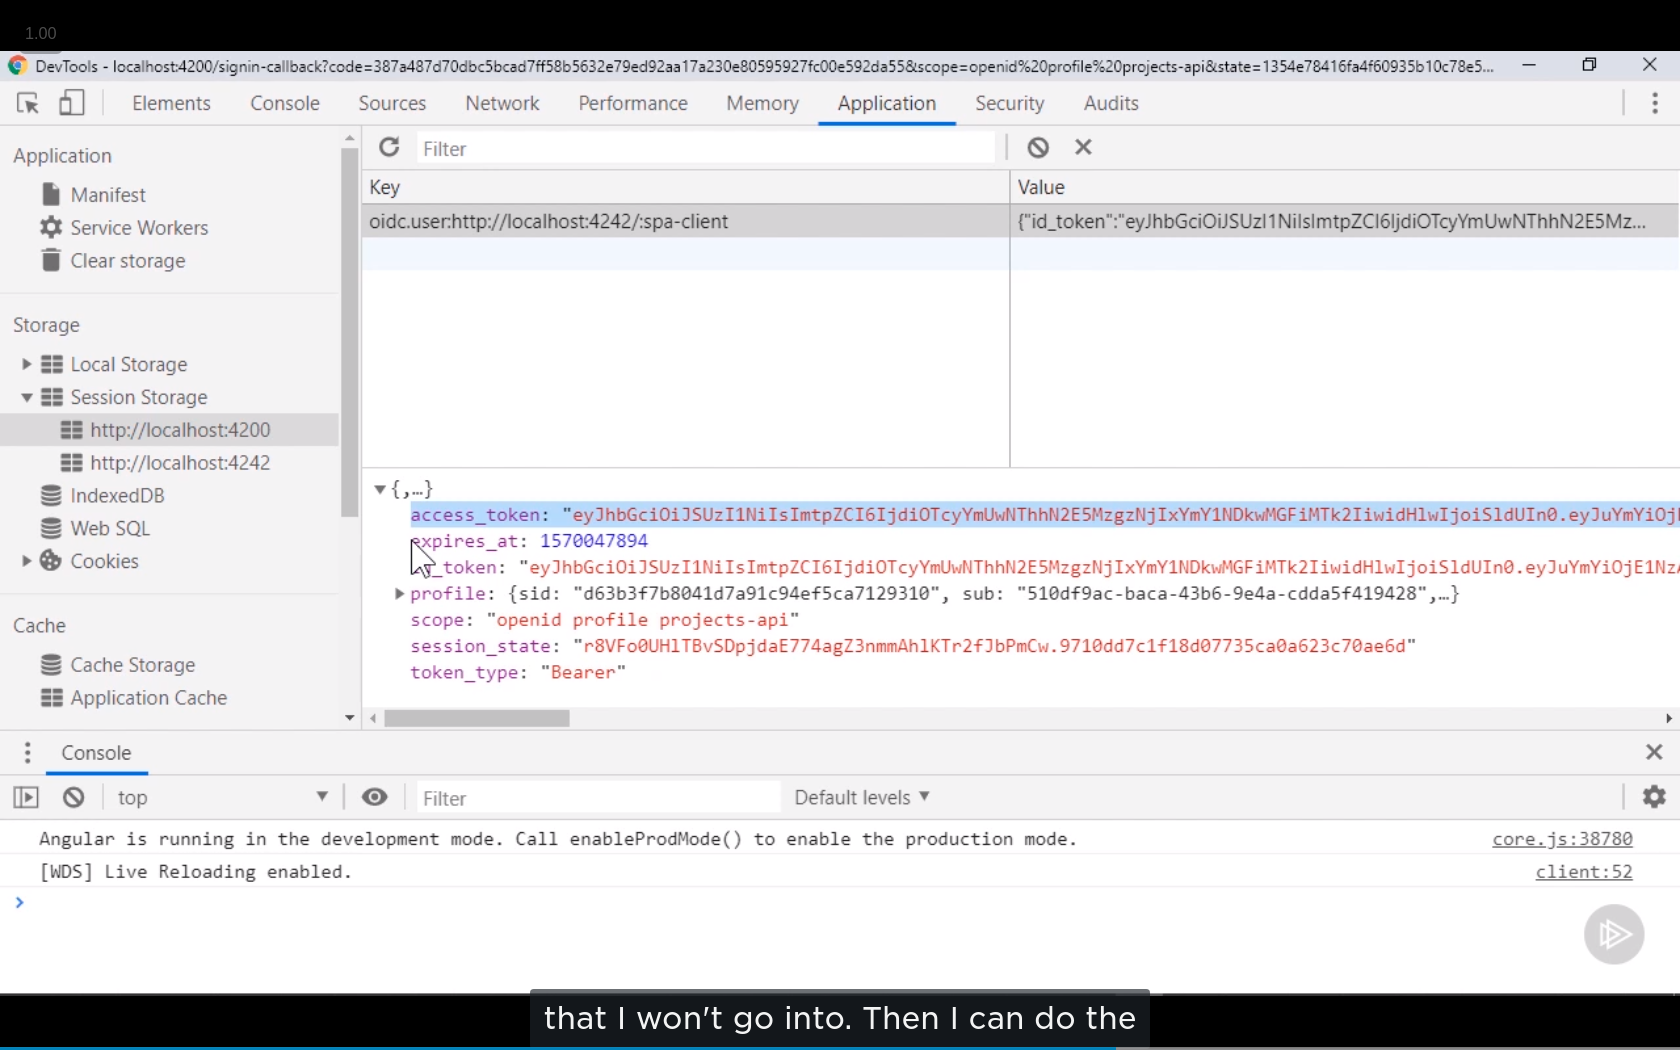 1.00
DevTools - localhost:4200/signin-callback?code=387a487d70dbc5bcad7ff58b5632e79ed92aa17a230e80595927fc00e592da55&scope=openid%20profile%20projects-api&state=1354e78416fa4f60935b10c78e5...
Elements Console Sources Network Performance Memory Application Security Audits
Application
Manifest
Service Workers
Clear storage
Storage
Local Storage
Session Storage
http://localhost:4200
http://localhost:4242
IndexedDB
Web SQL
Cookies
Cache
Cache Storage
Application Cache
Filter
Key Value
oidc.user:http://localhost:4242/:spa-client {"id_token":"eyJhbGciOiJSUzI1NiIsImtpZCI6IjdiOTcyYmUwNThhN2E5Mz...
{,…}
access_token: "eyJhbGciOiJSUzI1NiIsImtpZCI6IjdiOTcyYmUwNThhN2E5MzgzNjIxYmY1NDkwMGFiMTk2IiwidHlwIjoiSldUIn0.eyJuYmYiOj
expires_at: 1570047894
_token: "eyJhbGciOiJSUzI1NiIsImtpZCI6IjdiOTcyYmUwNThhN2E5MzgzNjIxYmY1NDkwMGFiMTk2IiwidHlwIjoiSldUIn0.eyJuYmYiOjE1Nz
profile: {sid: "d63b3f7b8041d7a91c94ef5ca7129310", sub: "510df9ac-baca-43b6-9e4a-cdda5f419428",…}
scope: "openid profile projects-api"
session_state: "r8VFo0UHlTBvSDpjdaE774agZ3nmmAhlKTr2fJbPmCw.9710dd7c1f18d07735ca0a623c70ae6d"
token_type: "Bearer"
Console
top Filter Default levels
Angular is running in the development mode. Call enableProdMode() to enable the production mode. core.js:38780
[WDS] Live Reloading enabled. client:52
that I won't go into. Then I can do the